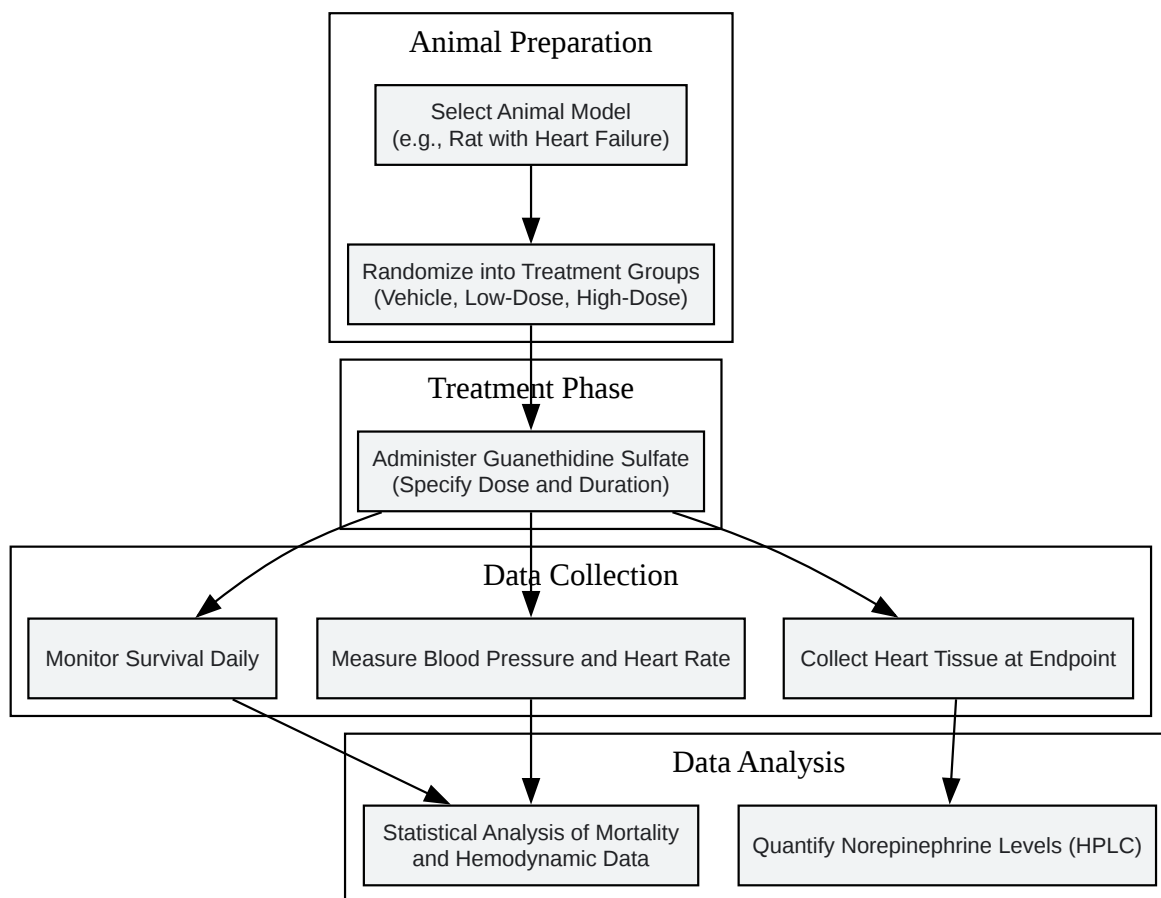 Animal Preparation
Select Animal Model
(e.g., Rat with Heart Failure)
Randomize into Treatment Groups
(Vehicle, Low-Dose, High-Dose)
Treatment Phase
Administer Guanethidine Sulfate
(Specify Dose and Duration)
Data Collection
Monitor Survival Daily
Measure Blood Pressure and Heart Rate
Collect Heart Tissue at Endpoint
Data Analysis
Statistical Analysis of Mortality
and Hemodynamic Data
Quantify Norepinephrine Levels (HPLC)